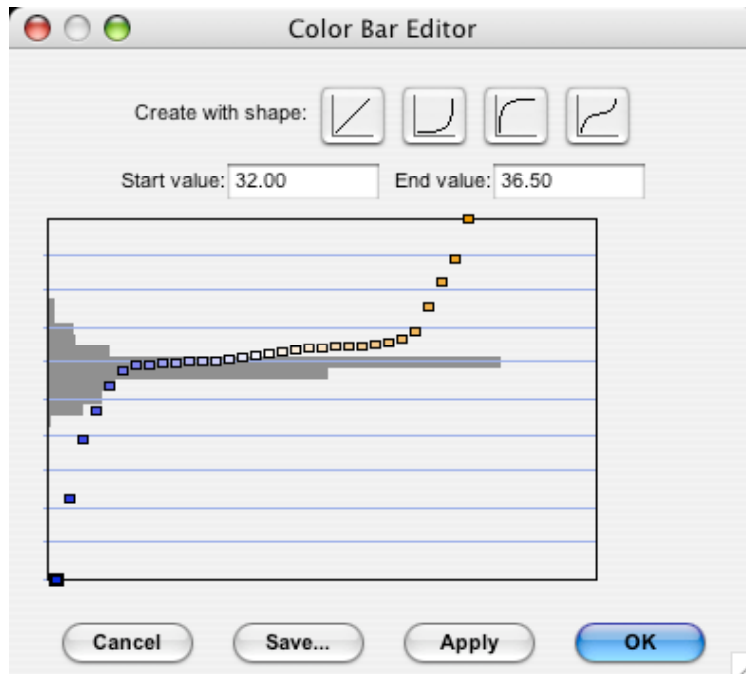 Color Bar Editor
Create with shape:
Start value: 32.00 End value: 36.50
Cancel Save... Apply OK